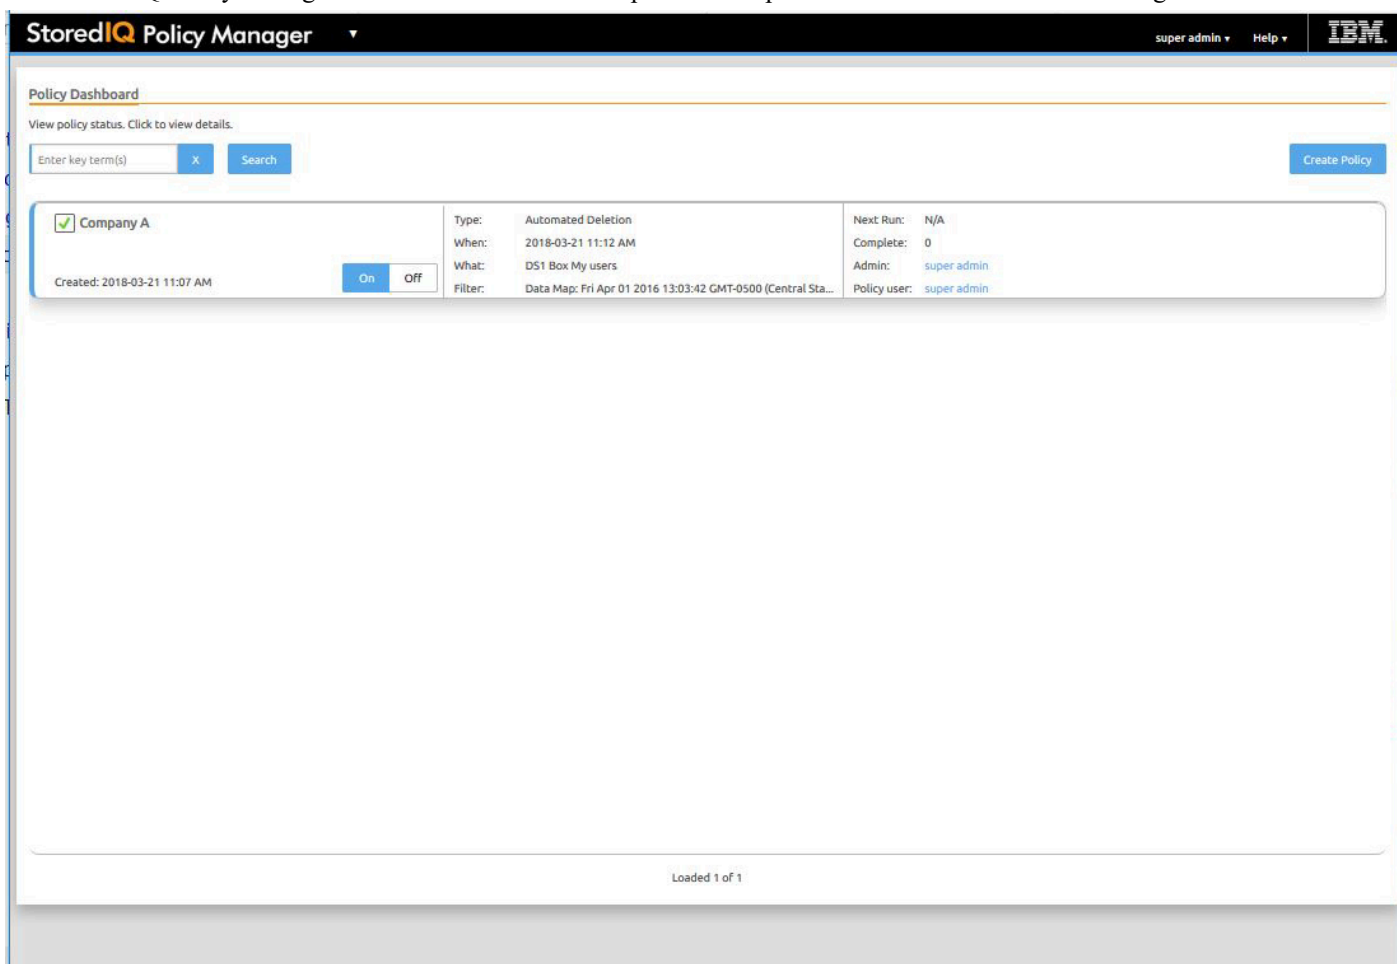 StoredIQ Policy Manager ▼
super admin ▾ Help ▾ IBM.
Policy Dashboard
View policy status. Click to view details.
Enter key term(s) X Search Create Policy
Company A
Created: 2018-03-21 11:07 AM On Off
Type: Automated Deletion
When: 2018-03-21 11:12 AM
What: DS1 Box My users
Filter: Data Map: Fri Apr 01 2016 13:03:42 GMT-0500 (Central Sta...
Next Run: N/A
Complete: 0
Admin: super admin
Policy user: super admin
Loaded 1 of 1